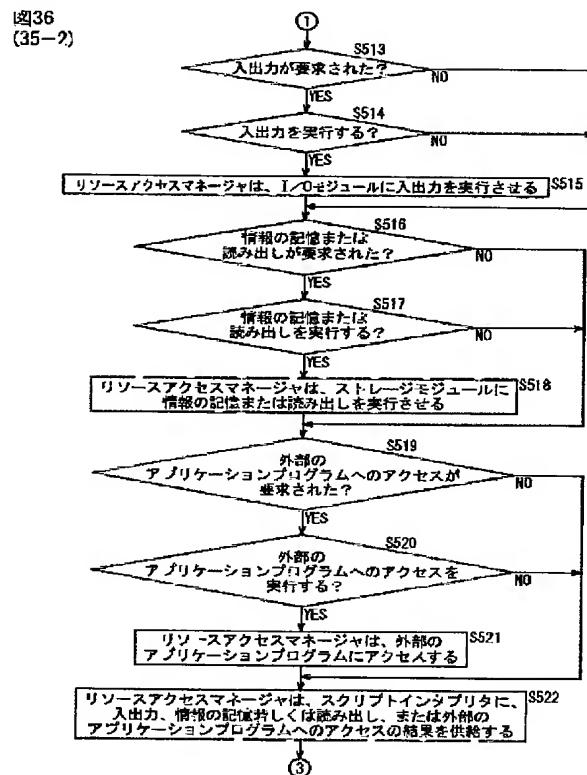 図36
(35-2)
①
S513
入出力が要求された?
NO
YES
S514
入出力を実行する?
NO
YES
リソースアクセスマネージャは、I/Oモジュールに入出力を実行させる
S515
S516
情報の記憶または
読み出しが要求された?
NO
YES
S517
情報の記憶または
読み出しを実行する?
NO
YES
リソースアクセスマネージャは、ストレージモジュールに
情報の記憶または読み出しを実行させる
S518
S519
外部の
アプリケーションプログラムへのアクセスが
要求された?
NO
YES
S520
外部の
アプリケーションプログラムへのアクセスを
実行する?
NO
YES
リソースアクセスマネージャは、外部の
アプリケーションプログラムにアクセスする
S521
リソースアクセスマネージャは、スクリプトインタプリタに、
入出力、情報の記憶若しくは読み出し、または外部の
アプリケーションプログラムへのアクセスの結果を供給する
S522
③